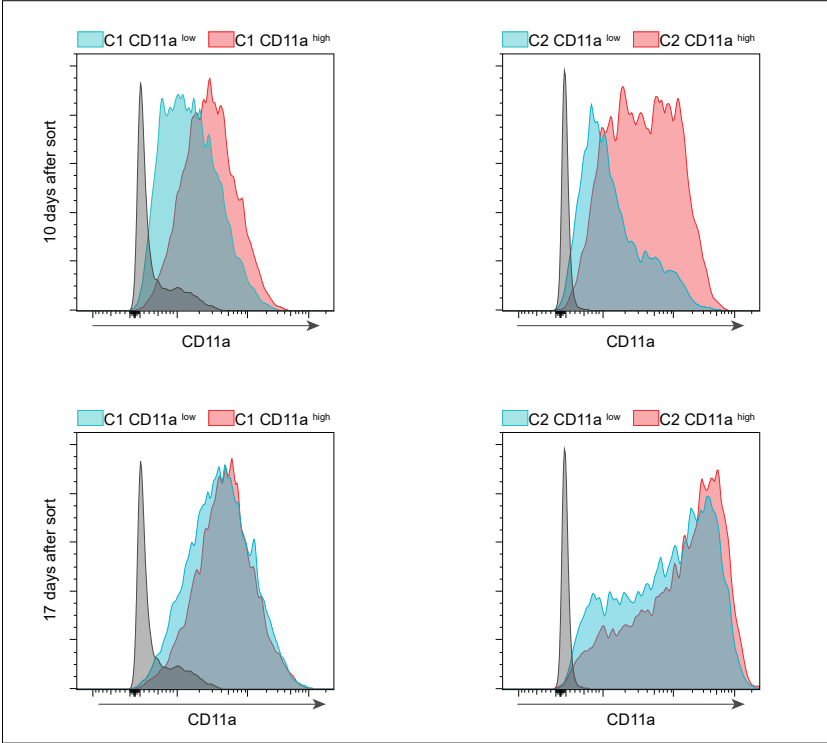 C1 CD11a low C1 CD11a high
C2 CD11a low C2 CD11a high
10 days after sort
CD11a
CD11a
C1 CD11a low C1 CD11a high
C2 CD11a low C2 CD11a high
17 days after sort
CD11a
CD11a